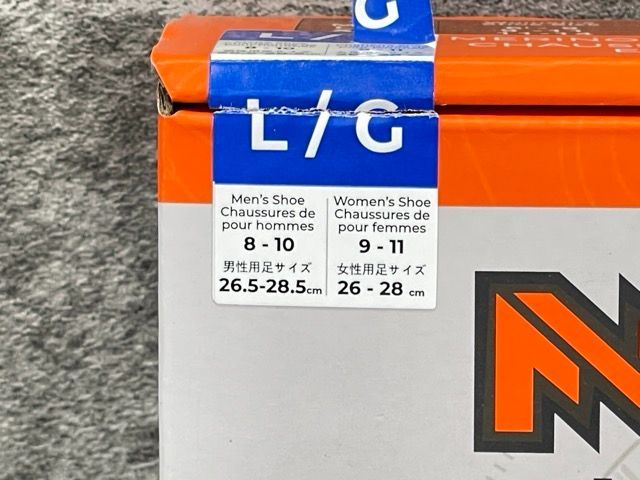 G
L / G
Men's Shoe
Chaussures de
pour hommes
8 - 10
男性用足サイズ
26.5-28.5cm
Women's Shoe
Chaussures de
pour femmes
9 - 11
女性用足サイズ
26 - 28 cm
N